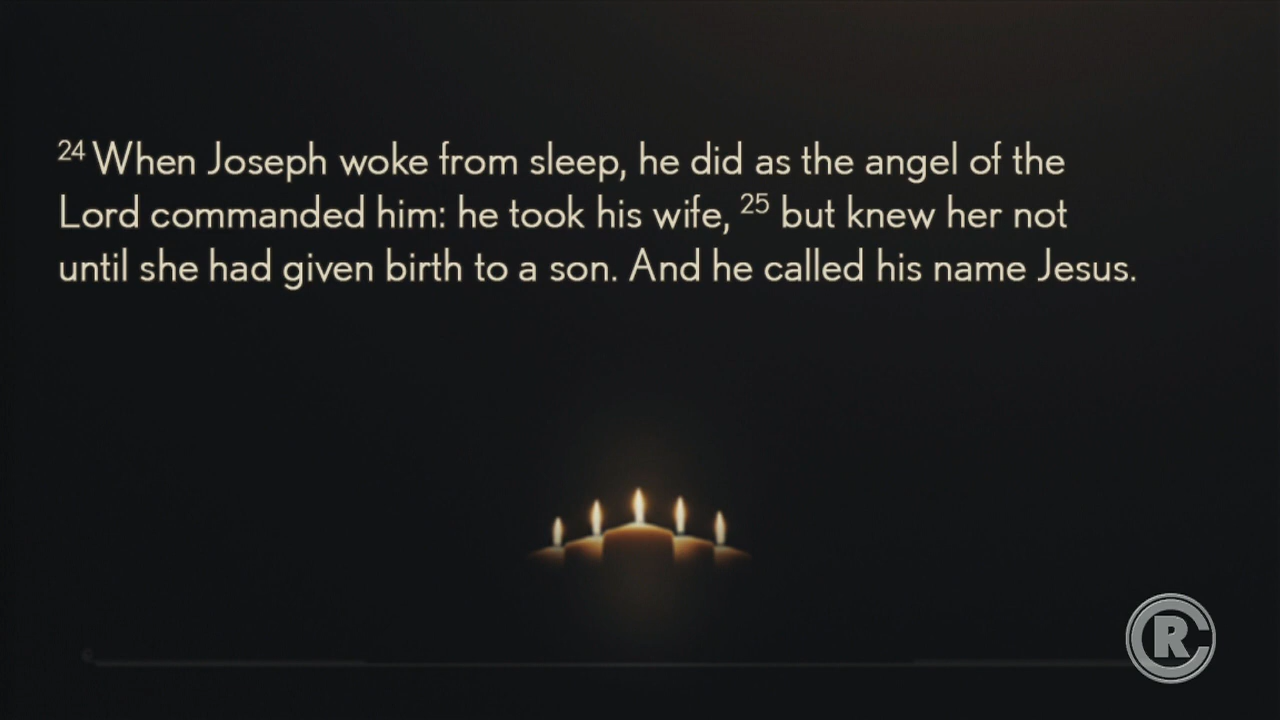 24 When Joseph woke from sleep, he did as the angel of the
Lord commanded him: he took his wife, 25 but knew her not
until she had given birth to a son. And he called his name Jesus.
RC